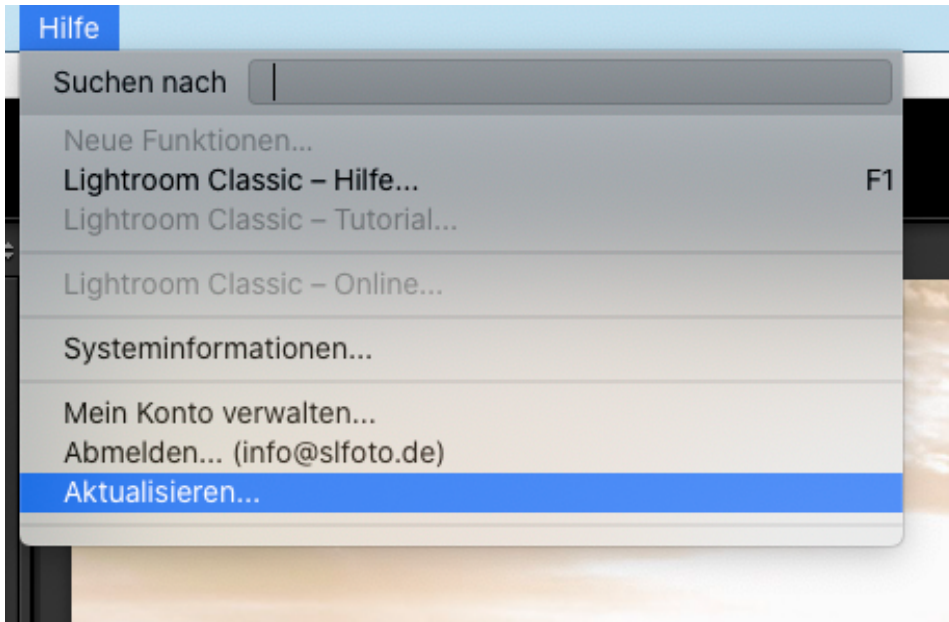 Hilfe
Suchen nach
Neue Funktionen...
Lightroom Classic – Hilfe... F1
Lightroom Classic – Tutorial...
Lightroom Classic – Online...
Systeminformationen...
Mein Konto verwalten...
Abmelden... (info@slfoto.de)
Aktualisieren...